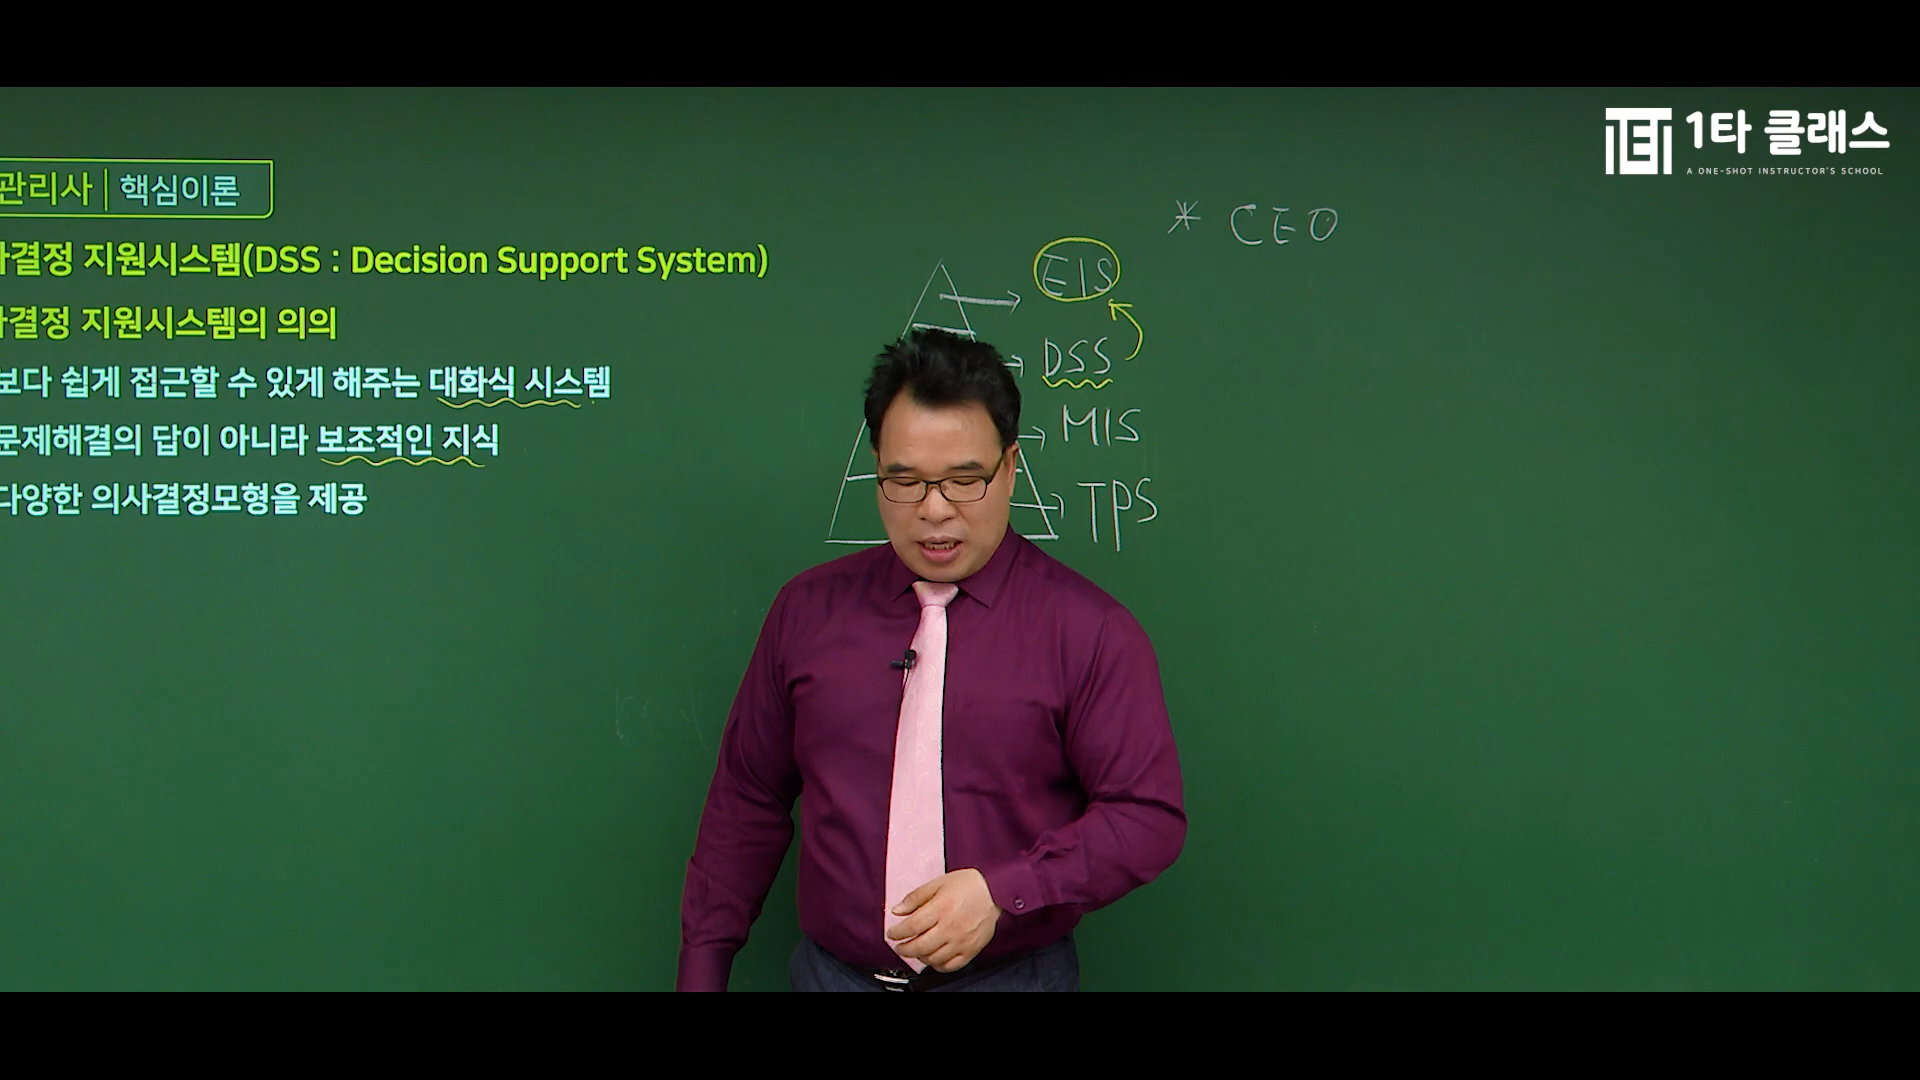 1타 클래스
A ONE-SHOT INSTRUCTOR'S SCHOOL
관리사 | 핵심이론
결정 지원시스템(DSS : Decision Support System)
결정 지원시스템의 의의
보다 쉽게 접근할 수 있게 해주는 대화식 시스템
문제해결의 답이 아니라 보조적인 지식
다양한 의사결정모형을 제공
* CEO
EIS
DSS
MIS
TPS